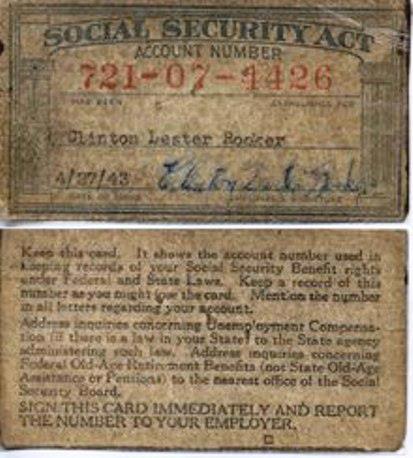 SOCIAL SECURITY ACT
ACCOUNT NUMBER
721-07-4426
HAS BEEN ESTABLISHED FOR
Clinton Lester Booker
4/27/43
DATE OF ISSUE
Keep this card. It shows the account number used in
keeping records of your Social Security Benefit rights
under Federal and State Laws. Keep a record of this
number as you might lose the card. Mention the number
in all letters regarding your account.
Address inquiries concerning Unemployment Compensa-
tion (if there is a law in your State) to the State agency
administering such law. Address inquiries concerning
Federal Old-Age Retirement Benefits (not State Old-Age
Assistance or Pensions) to the nearest office of the Social
Security Board.
SIGN THIS CARD IMMEDIATELY AND REPORT
THE NUMBER TO YOUR EMPLOYER.